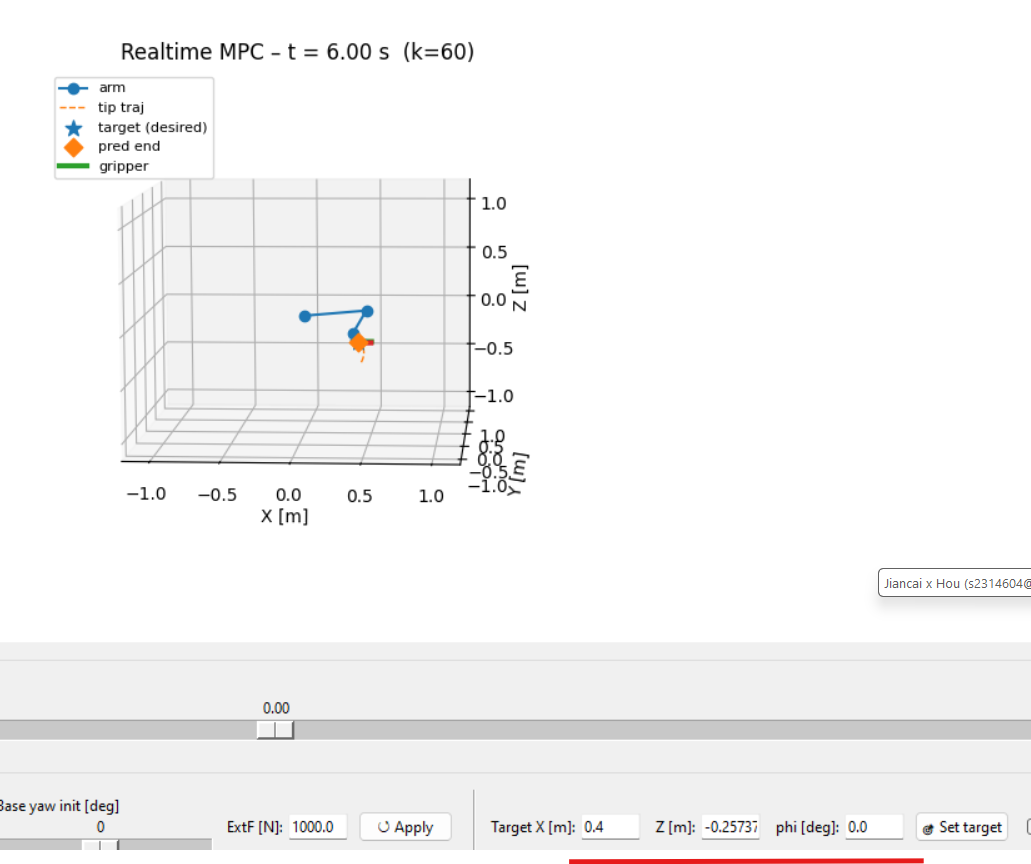 Realtime MPC – t = 6.00 s  (k=60)
arm
tip traj
target (desired)
pred end
gripper
1.0
0.5
0.0
−0.5
−1.0
Z [m]
1.0
0.5
0.0
−0.5
−1.0
Y [m]
−1.0 −0.5 0.0 0.5 1.0
X [m]
Jiancai x Hou (s2314604@
0.00
Base yaw init [deg]
0
ExtF [N]: 1000.0 Apply Target X [m]: 0.4 Z [m]: -0.25737 phi [deg]: 0.0 Set target